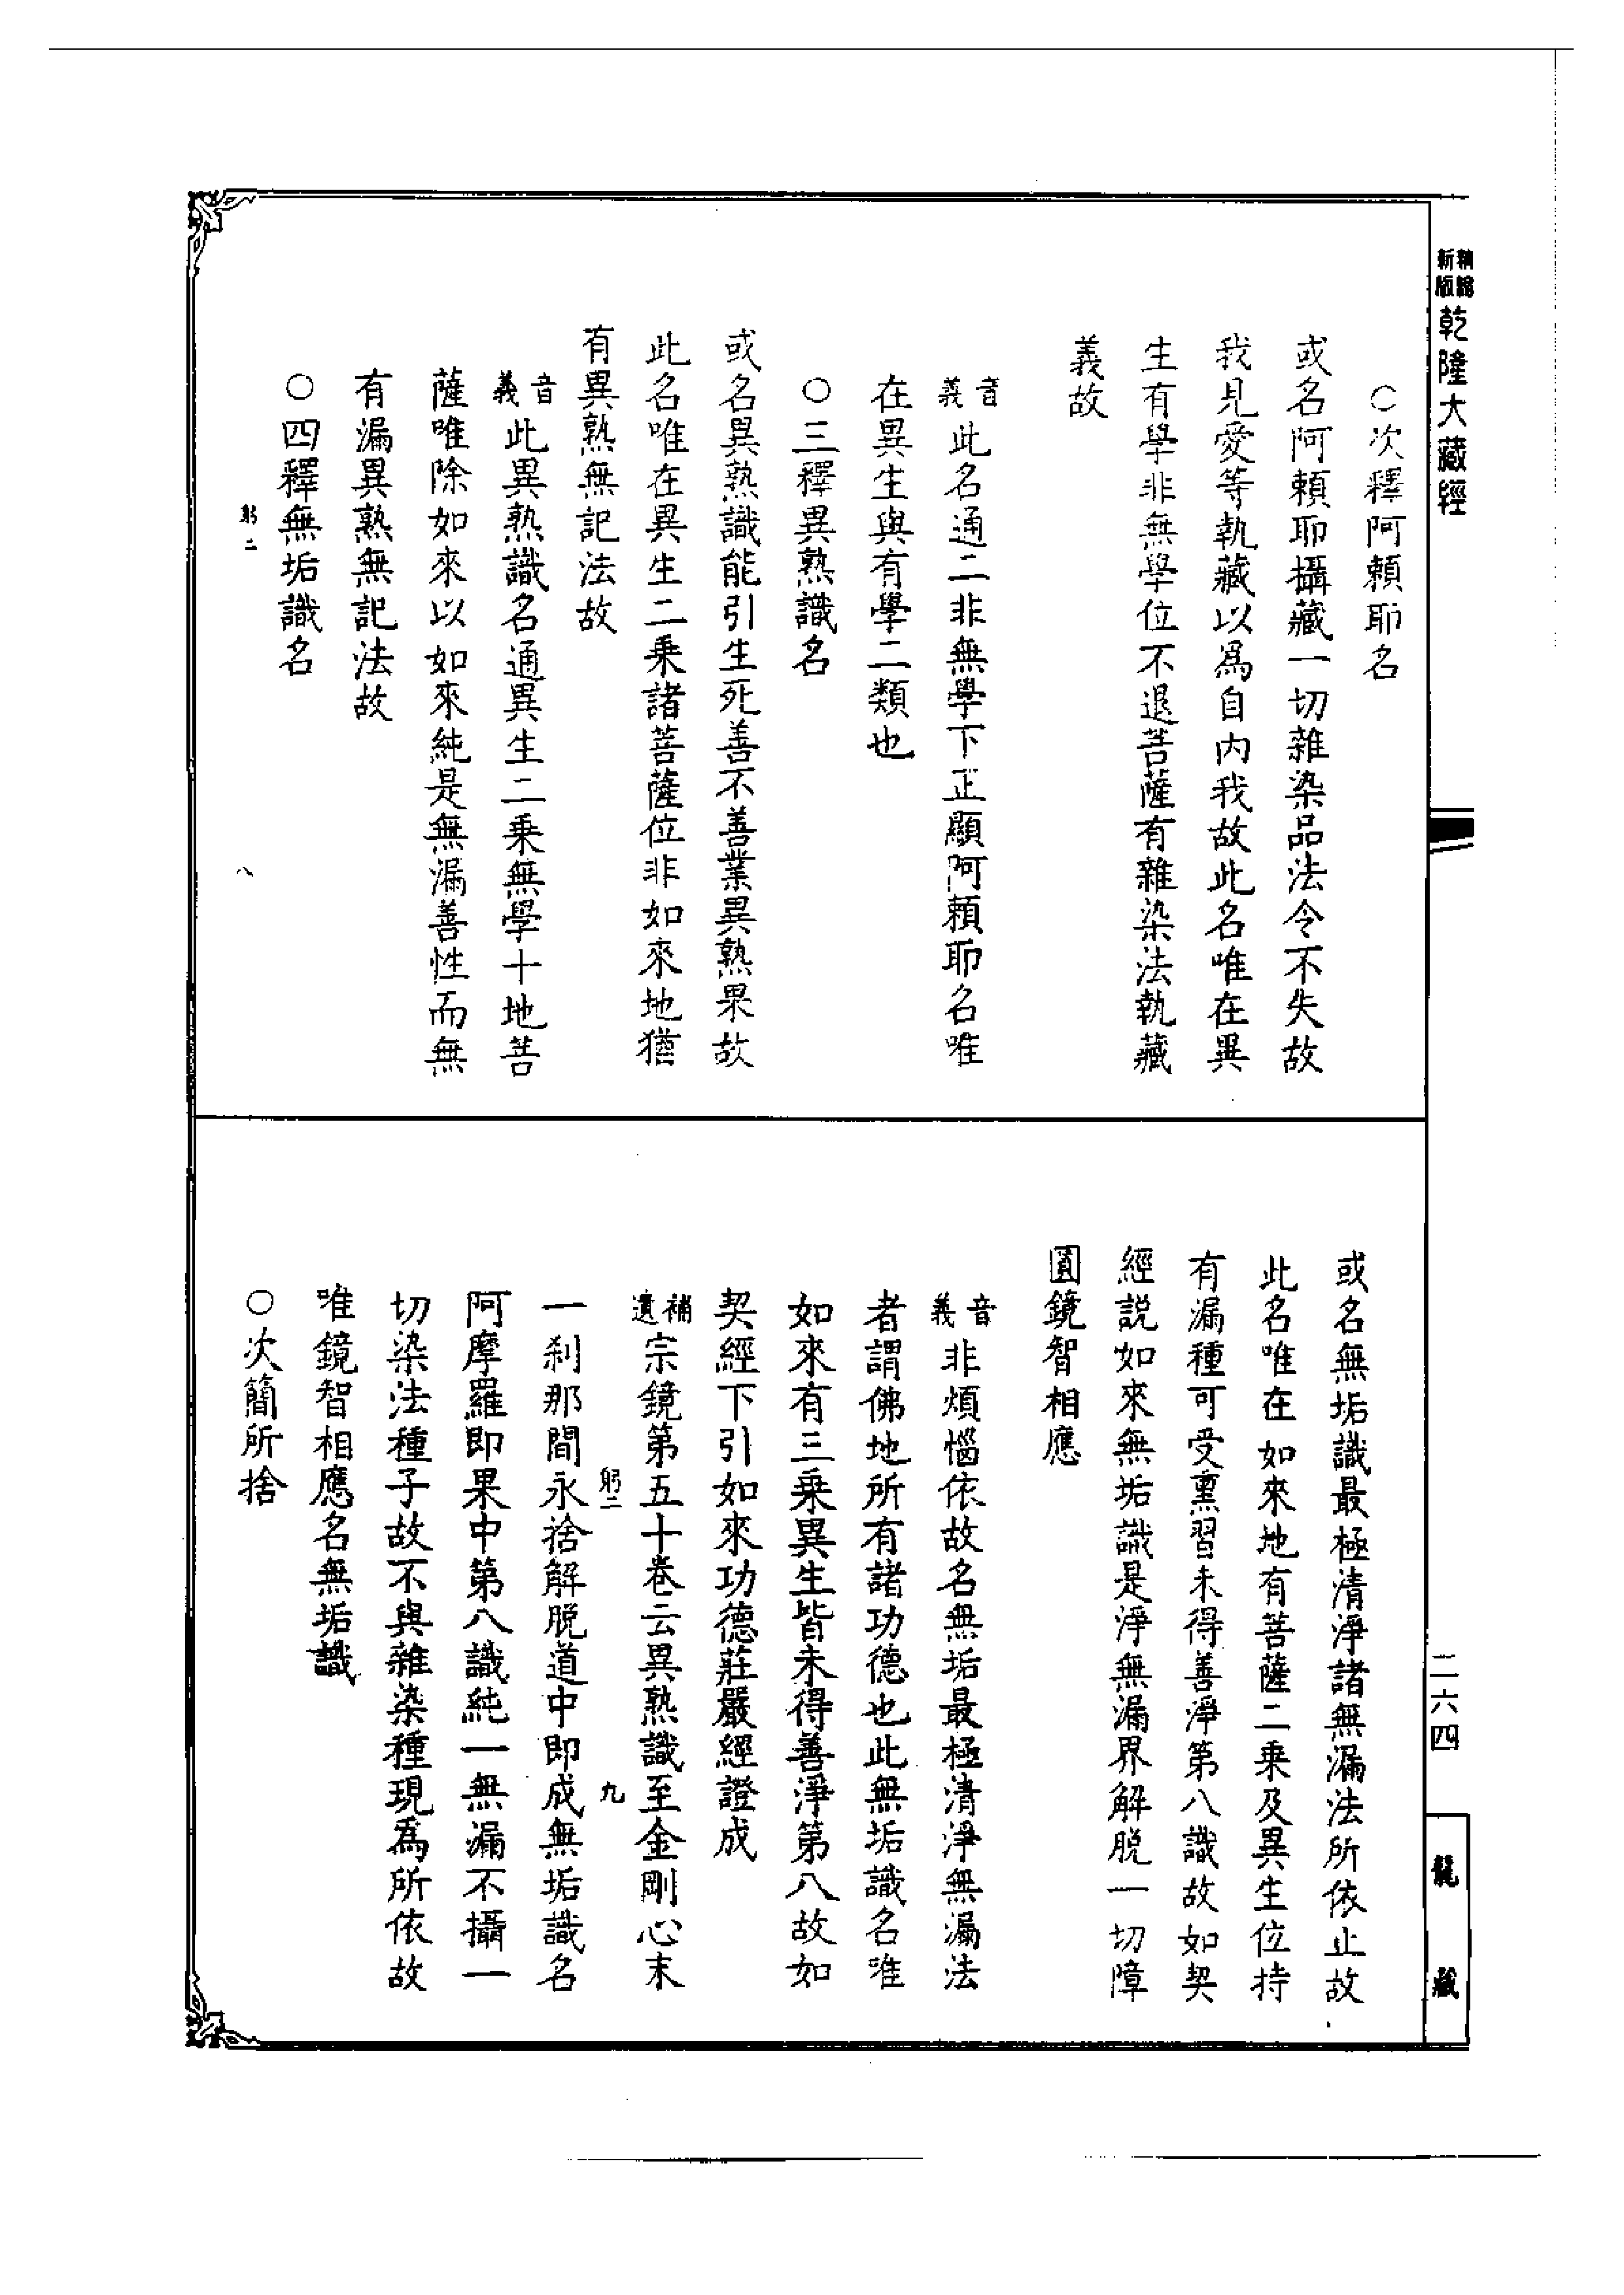 精縮新版乾隆大藏經
○次釋阿賴耶名
或名阿賴耶攝藏一切雜染品法令不失故
我見愛等執藏以爲自內我故此名唯在異
生有學非無學位不退菩薩有雜染法執藏
義故
音義此名通二非無學下正顯阿賴耶名唯
在異生與有學二類也
○三釋異熟識名
或名異熟識能引生死善不善業異熟果故
此名唯在異生二乘諸菩薩位非如來地猶
有異熟無記法故
音義此異熟識名通異生二乘無學十地菩
薩唯除如來以如來純是無漏善性而無
有漏異熟無記法故
○四釋無垢識名
躬二 八
或名無垢識最極清淨諸無漏法所依止故
此名唯在如來地有菩薩二乘及異生位持
有漏種可受熏習未得善淨第八識故如契
經說如來無垢識是淨無漏界解脫一切障
圓鏡智相應
音義非煩惱依故名無垢最極清淨無漏法
者謂佛地所有諸功德也此無垢識名唯
如來有三乘異生皆未得善淨第八故如
契經下引如來功德莊嚴經證成
補遺宗鏡第五十卷云異熟識至金剛心末
躬二 九
一剎那間永捨解脫道中即成無垢識名
阿摩羅即果中第八識純一無漏不攝一
切染法種子故不與雜染種現爲所依故
唯鏡智相應名無垢識
○次簡所捨
二六四
龍藏